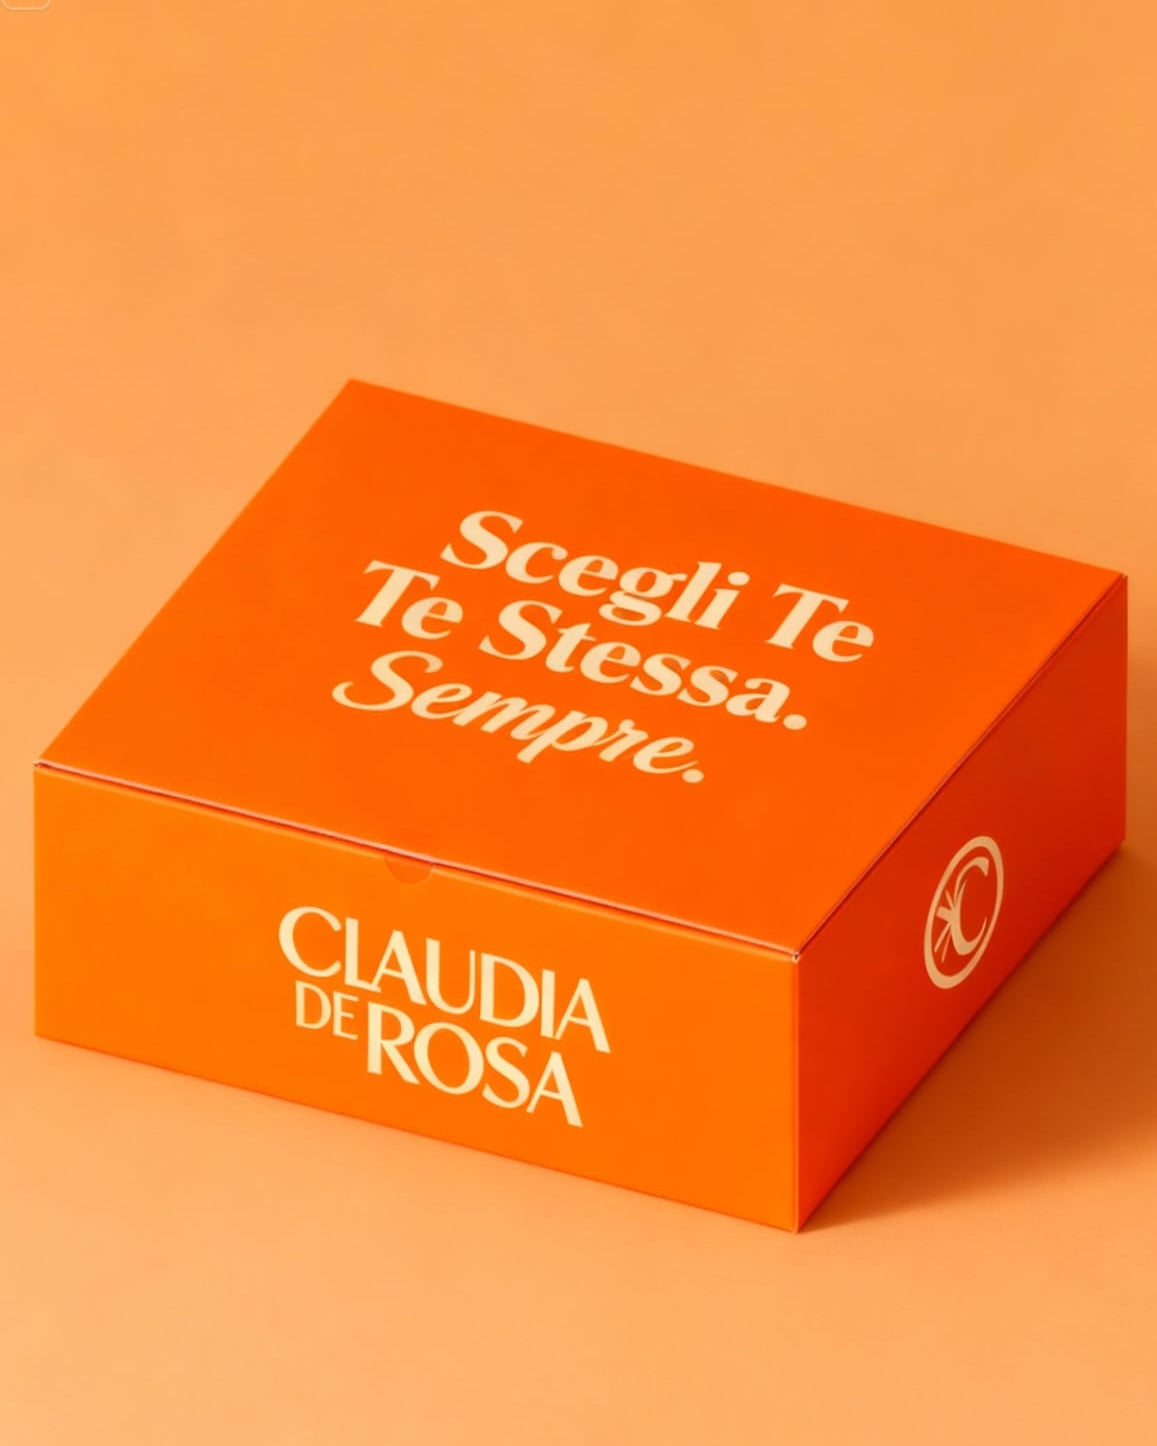 Scegli Te
Te Stessa.
Sempre.
CLAUDIA
DE ROSA
C